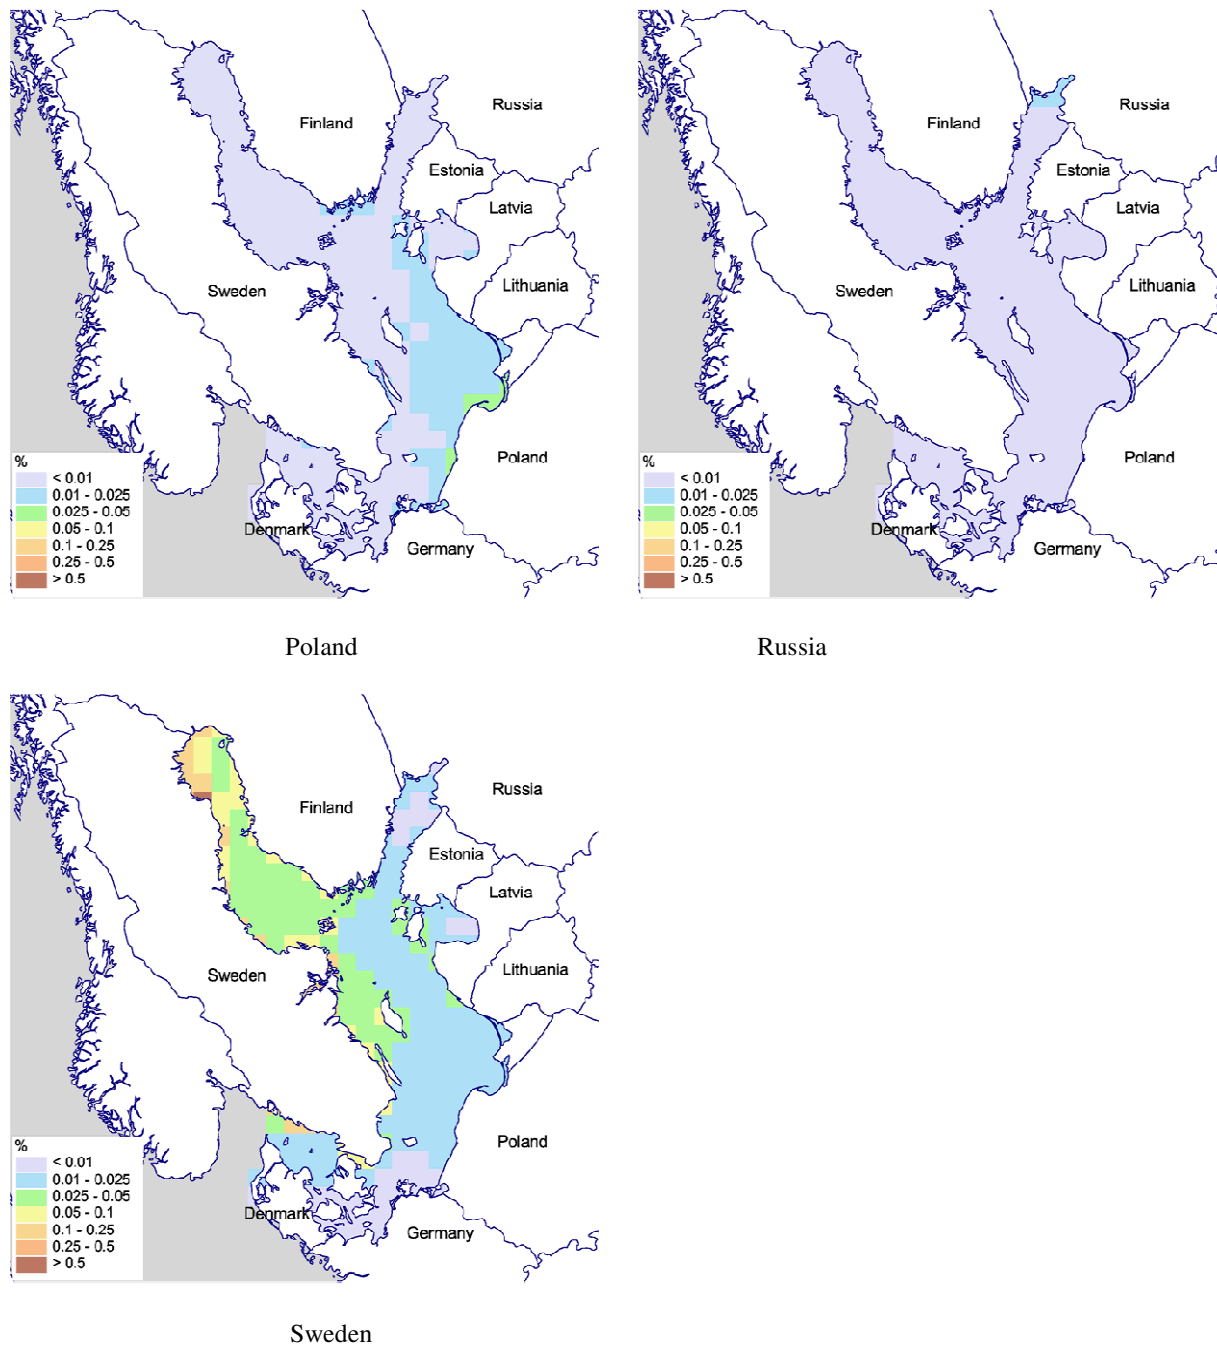 Finland
Russia
Estonia
Latvia
Lithuania
Sweden
Poland
Denmark
Germany
%
< 0.01
0.01 - 0.025
0.025 - 0.05
0.05 - 0.1
0.1 - 0.25
0.25 - 0.5
> 0.5
Finland
Russia
Estonia
Latvia
Lithuania
Sweden
Poland
Denmark
Germany
%
< 0.01
0.01 - 0.025
0.025 - 0.05
0.05 - 0.1
0.1 - 0.25
0.25 - 0.5
> 0.5
Poland
Russia
Finland
Russia
Estonia
Latvia
Lithuania
Sweden
Poland
Denmark
Germany
%
< 0.01
0.01 - 0.025
0.025 - 0.05
0.05 - 0.1
0.1 - 0.25
0.25 - 0.5
> 0.5
Sweden